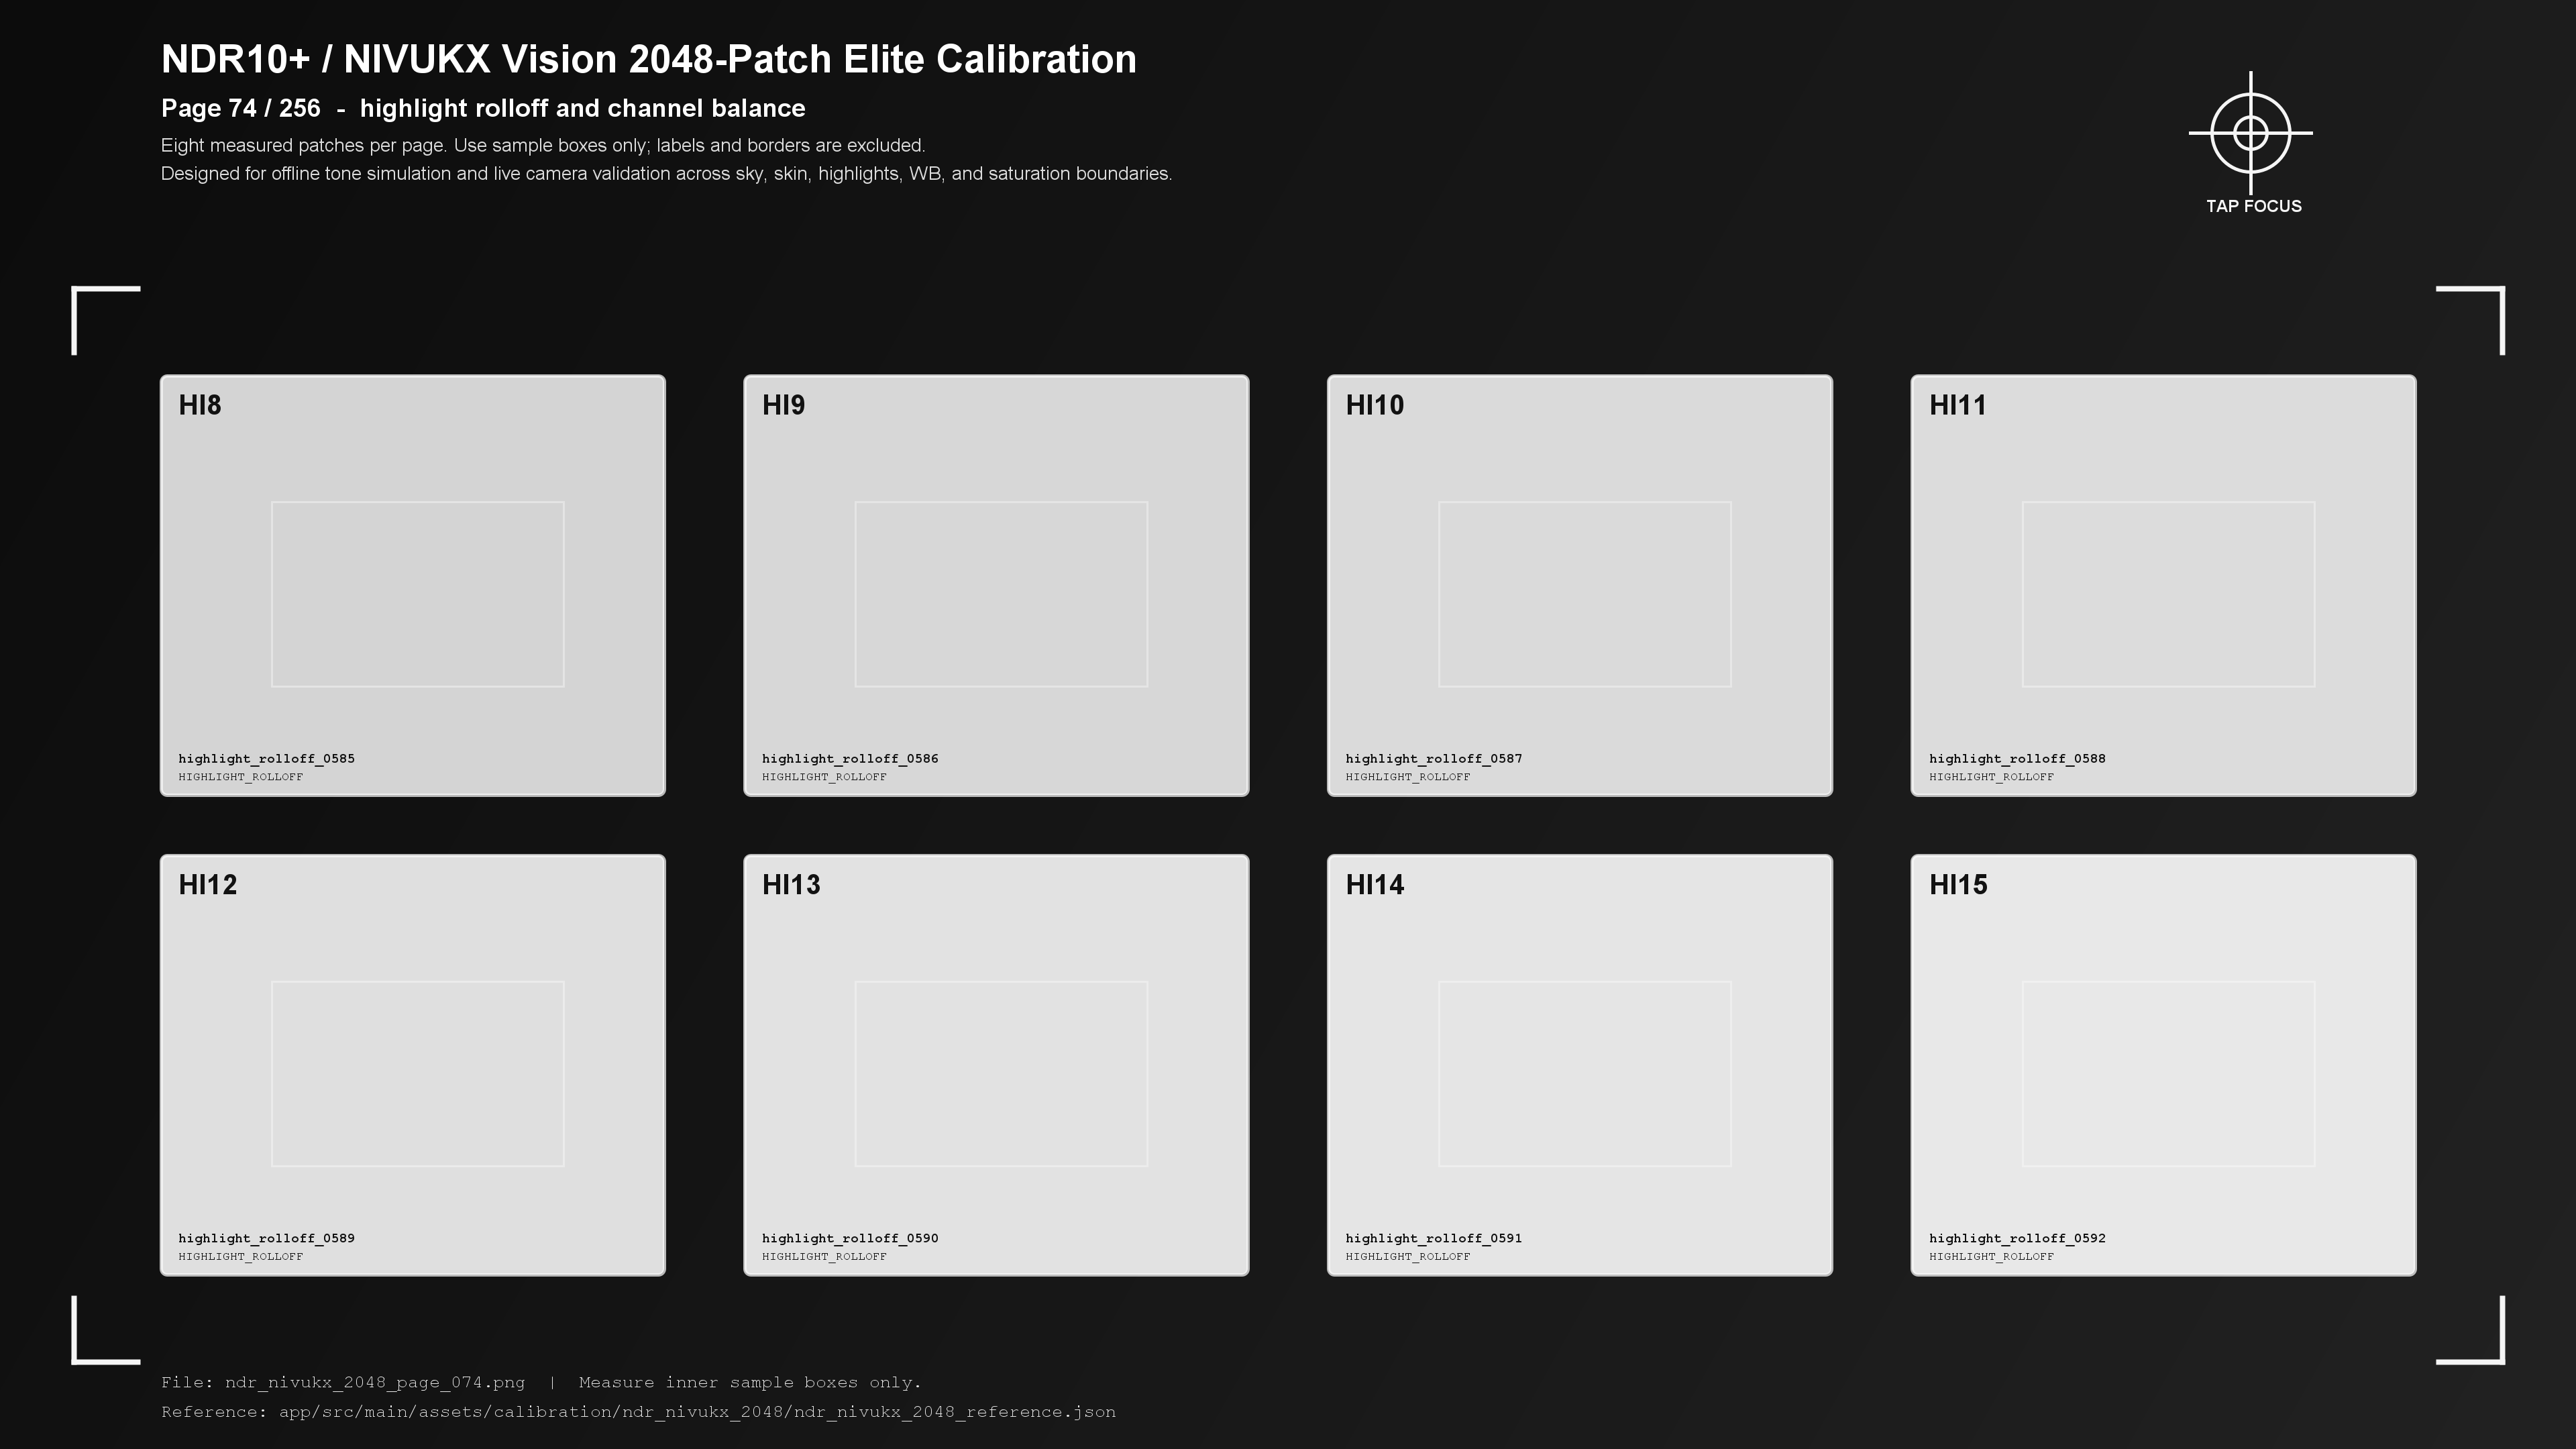 NDR10+ / NIVUKX Vision 2048-Patch Elite Calibration
Page 74 / 256 - highlight rolloff and channel balance
Eight measured patches per page. Use sample boxes only; labels and borders are excluded.
Designed for offline tone simulation and live camera validation across sky, skin, highlights, WB, and saturation boundaries.
TAP FOCUS
HI8
highlight_rolloff_0585
HIGHLIGHT_ROLLOFF
HI9
highlight_rolloff_0586
HIGHLIGHT_ROLLOFF
HI10
highlight_rolloff_0587
HIGHLIGHT_ROLLOFF
HI11
highlight_rolloff_0588
HIGHLIGHT_ROLLOFF
HI12
highlight_rolloff_0589
HIGHLIGHT_ROLLOFF
HI13
highlight_rolloff_0590
HIGHLIGHT_ROLLOFF
HI14
highlight_rolloff_0591
HIGHLIGHT_ROLLOFF
HI15
highlight_rolloff_0592
HIGHLIGHT_ROLLOFF
File: ndr_nivukx_2048_page_074.png | Measure inner sample boxes only.
Reference: app/src/main/assets/calibration/ndr_nivukx_2048/ndr_nivukx_2048_reference.json